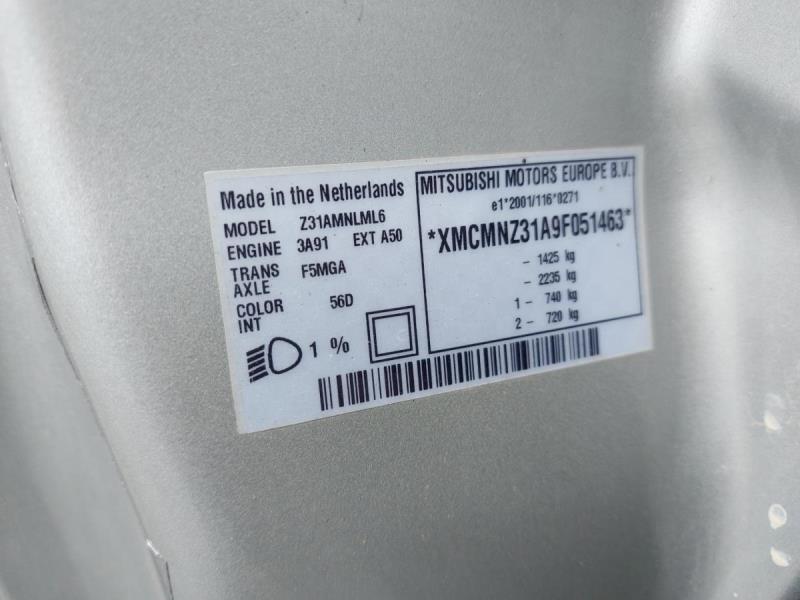 Made in the Netherlands
MODEL Z31AMNLML6
ENGINE 3A91 EXT A50
TRANS AXLE F5MGA
COLOR INT 56D
1 %
MITSUBISHI MOTORS EUROPE B.V.
e1*2001/116*0271
*XMCMNZ31A9F051463*
- 1425 kg
- 2235 kg
1 - 740 kg
2 - 720 kg